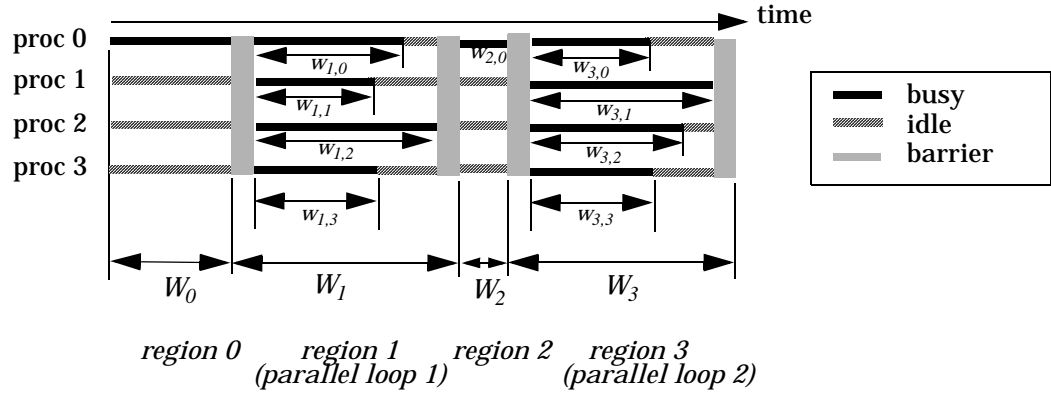 time
proc 0
w2,0
w1,0
w3,0
proc 1
w1,1
w3,1
proc 2
w1,2
w3,2
proc 3
w1,3
w3,3
busy
idle
barrier
W0
W1
W2
W3
region 0
region 1
(parallel loop 1)
region 2
region 3
(parallel loop 2)